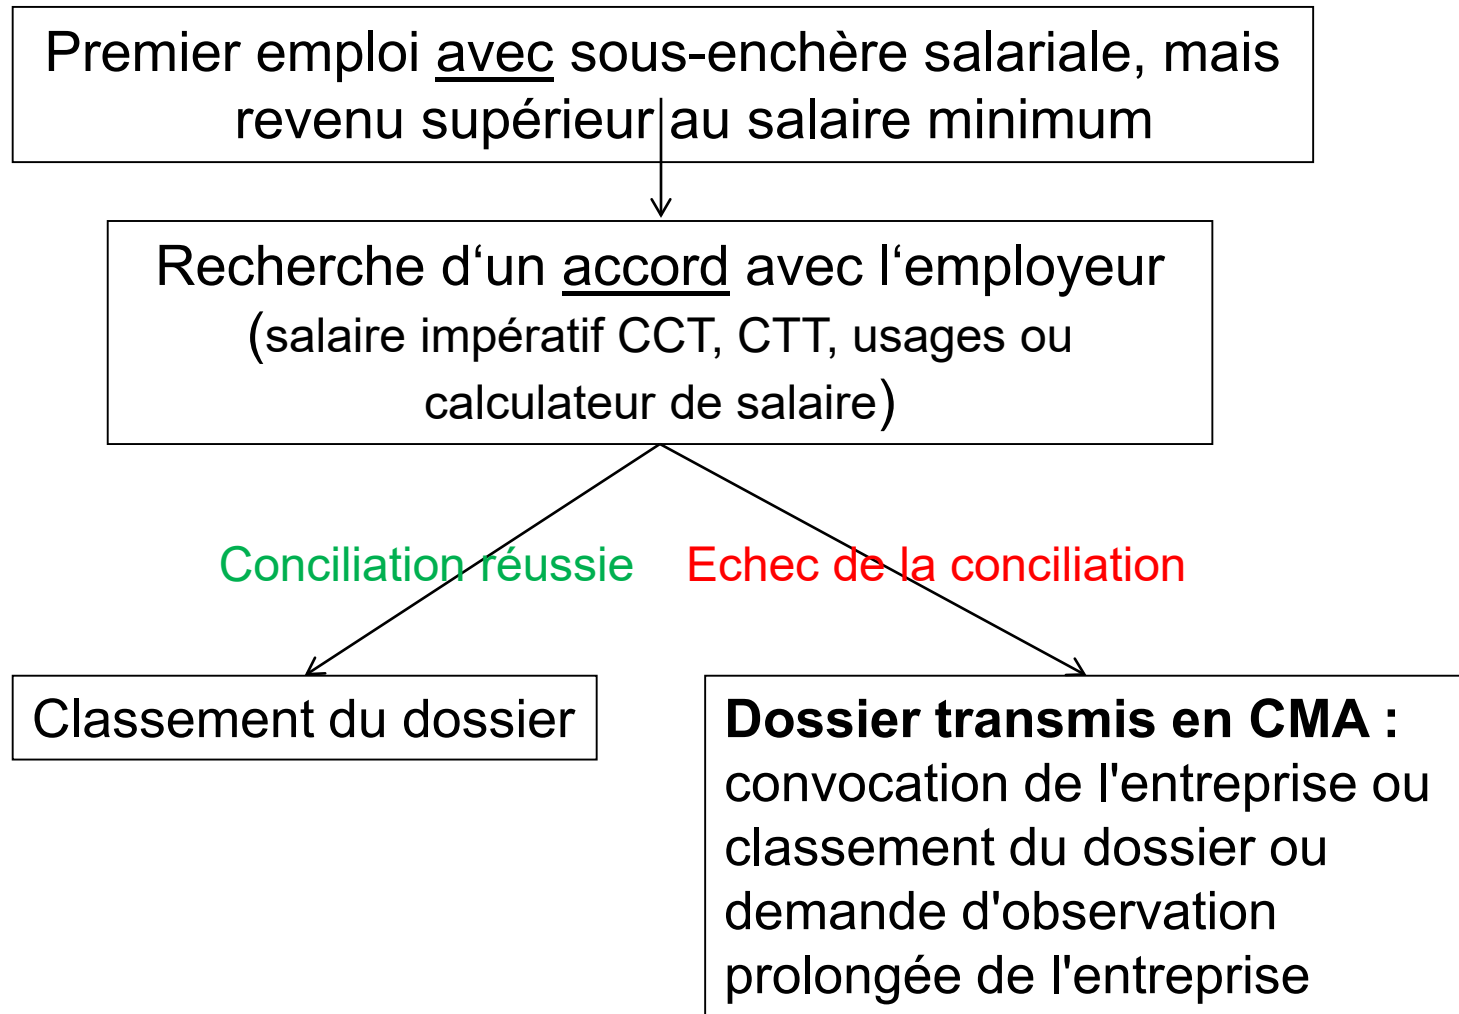 Premier emploi avec sous-enchère salariale, mais
revenu supérieur au salaire minimum
Recherche d‘un accord avec l‘employeur
(salaire impératif CCT, CTT, usages ou
calculateur de salaire)
Conciliation réussie
Echec de la conciliation
Classement du dossier
Dossier transmis en CMA :
convocation de l'entreprise ou
classement du dossier ou
demande d'observation
prolongée de l'entreprise